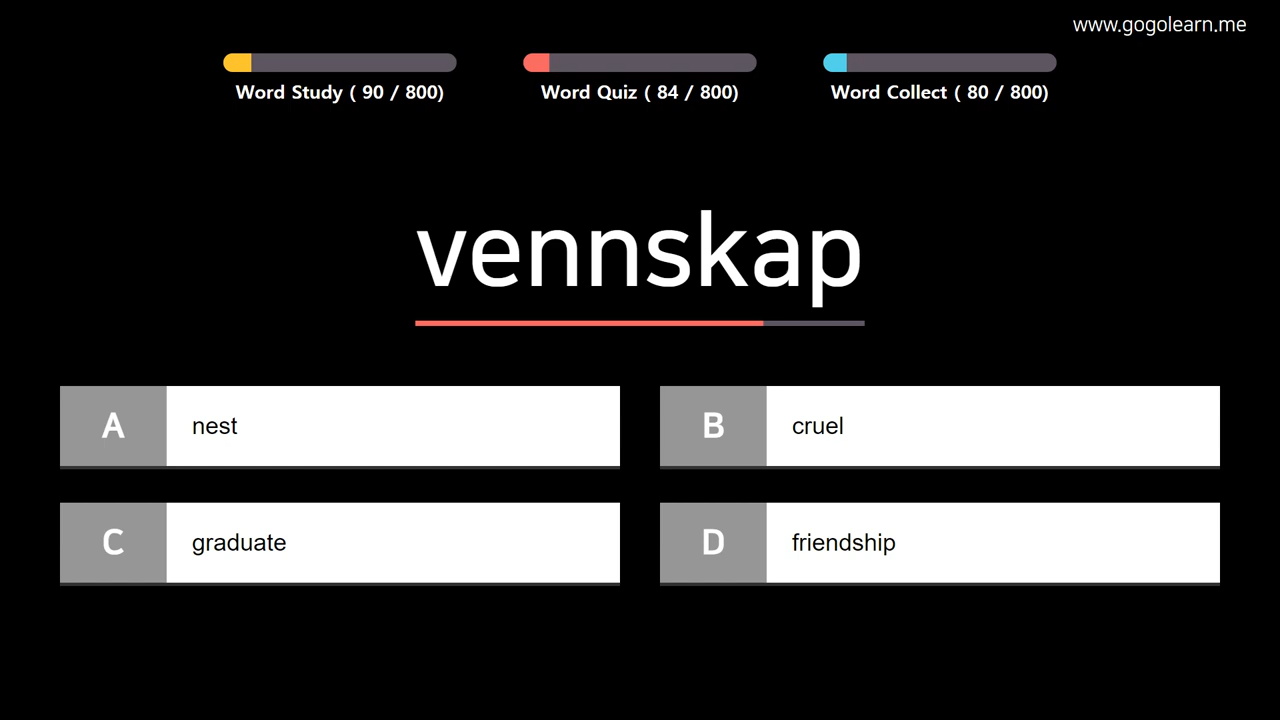 www.gogolearn.me
Word Study ( 90 / 800)
Word Quiz ( 84 / 800)
Word Collect ( 80 / 800)
vennskap
A nest
B cruel
C graduate
D friendship